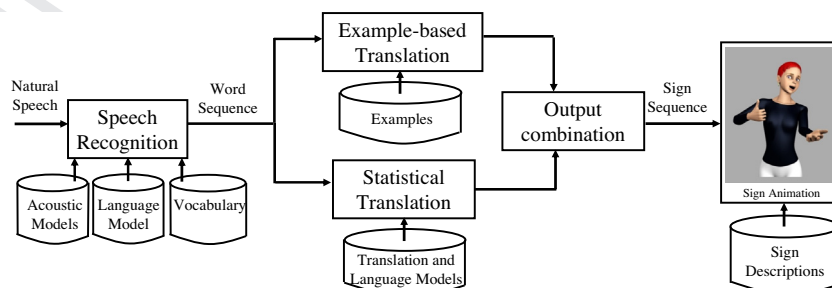 Natural
Speech
Speech
Recognition
Acoustic
Models
Language
Model
Vocabulary
Word
Sequence
Example-based
Translation
Examples
Statistical
Translation
Translation and
Language Models
Output
combination
Sign
Sequence
Sign Animation
Sign
Descriptions